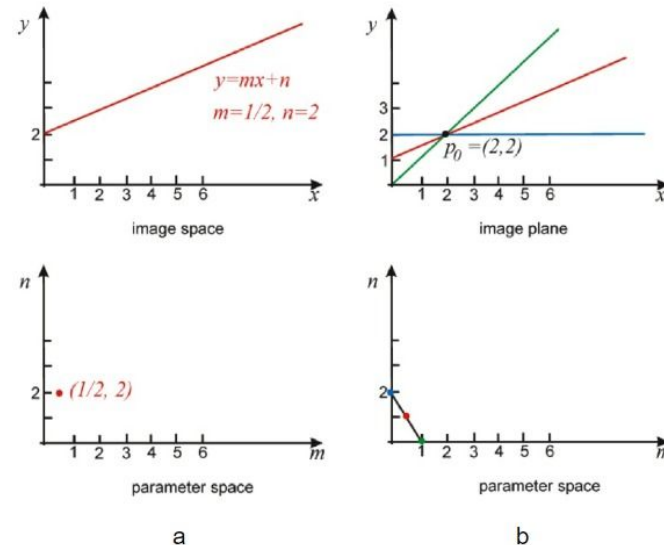 y
y=mx+n
m=1/2, n=2
2
1 2 3 4 5 6
x
image space
y
3
2
1
p0 =(2,2)
1 2 3 4 5 6
x
image plane
n
2
(1/2, 2)
1 2 3 4 5 6
m
parameter space
a
n
2
1 2 3 4 5 6
parameter space
b